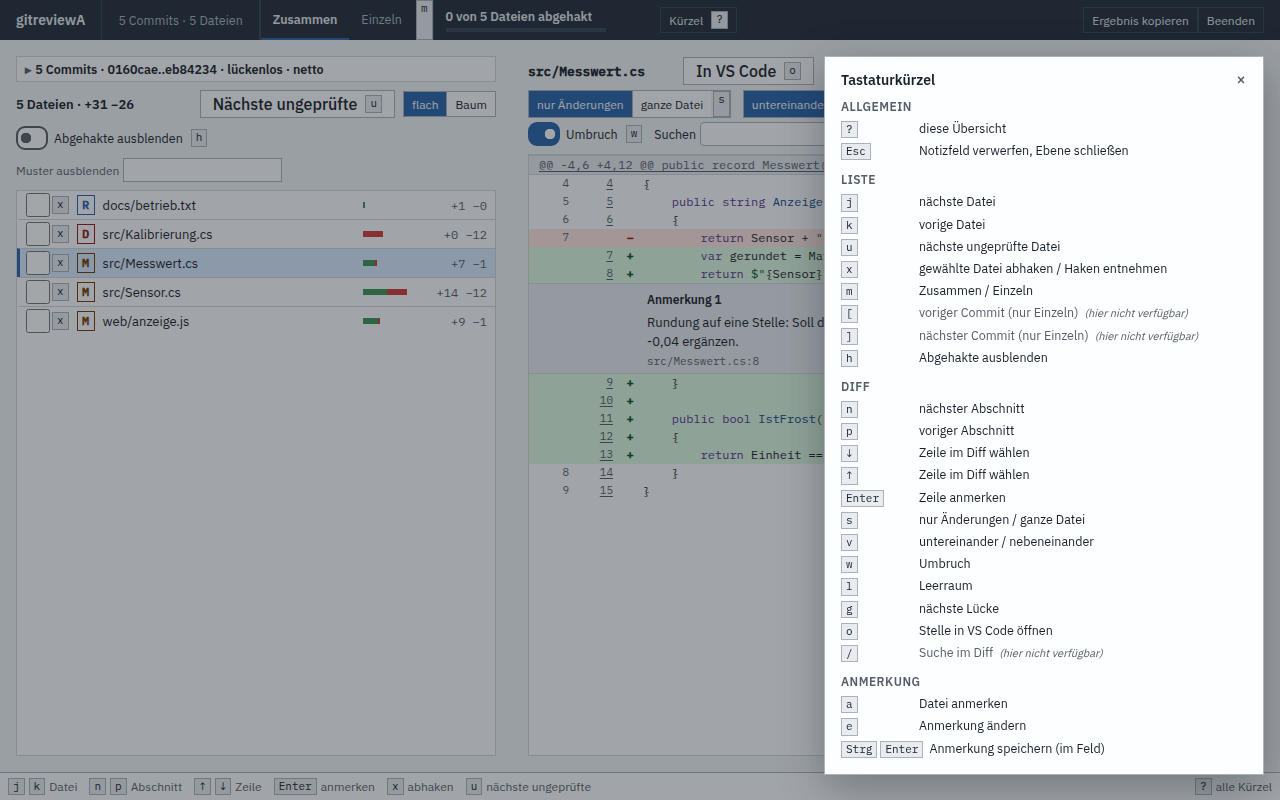 gitreviewA 5 Commits · 5 Dateien Zusammen Einzeln m 0 von 5 Dateien abgehakt Kürzel ? Ergebnis kopieren Beenden
▸ 5 Commits · 0160cae..eb84234 · lückenlos · netto
5 Dateien · +31 −26 Nächste ungeprüfte u flach Baum
Abgehakte ausblenden h
Muster ausblenden
x R docs/betrieb.txt +1 −0
x D src/Kalibrierung.cs +0 −12
x M src/Messwert.cs +7 −1
x M src/Sensor.cs +14 −12
x M web/anzeige.js +9 −1
src/Messwert.cs In VS Code o
nur Änderungen ganze Datei s untereinande
Umbruch w Suchen
@@ -4,6 +4,12 @@ public record Messwert(
4 4 {
5 5 public string Anzeige
6 6 {
7 − return Sensor + "
7 + var gerundet = Ma
8 + return $"{Sensor}
Anmerkung 1
Rundung auf eine Stelle: Soll d
-0,04 ergänzen.
src/Messwert.cs:8
9 + }
10 +
11 + public bool IstFrost(
12 + {
13 + return Einheit ==
8 14 }
9 15 }
Tastaturkürzel ×
ALLGEMEIN
? diese Übersicht
Esc Notizfeld verwerfen, Ebene schließen
LISTE
j nächste Datei
k vorige Datei
u nächste ungeprüfte Datei
x gewählte Datei abhaken / Haken entnehmen
m Zusammen / Einzeln
[ voriger Commit (nur Einzeln) (hier nicht verfügbar)
] nächster Commit (nur Einzeln) (hier nicht verfügbar)
h Abgehakte ausblenden
DIFF
n nächster Abschnitt
p voriger Abschnitt
↓ Zeile im Diff wählen
↑ Zeile im Diff wählen
Enter Zeile anmerken
s nur Änderungen / ganze Datei
v untereinander / nebeneinander
w Umbruch
l Leerraum
g nächste Lücke
o Stelle in VS Code öffnen
/ Suche im Diff (hier nicht verfügbar)
ANMERKUNG
a Datei anmerken
e Anmerkung ändern
Strg Enter Anmerkung speichern (im Feld)
j k Datei n p Abschnitt ↑ ↓ Zeile Enter anmerken x abhaken u nächste ungeprüfte ? alle Kürzel